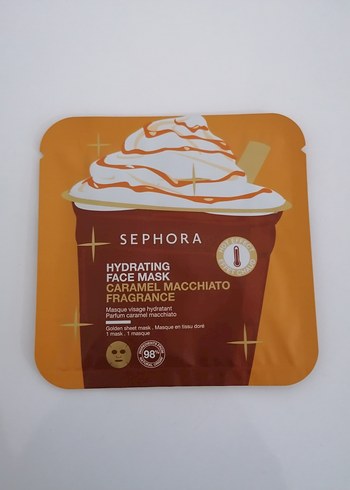 SEPHORA
HYDRATING
FACE MASK
CARAMEL MACCHIATO
FRAGRANCE
Masque visage hydratant
Parfum caramel macchiato
Golden sheet mask . Masque en tissu doré
1 mask . 1 masque
98%